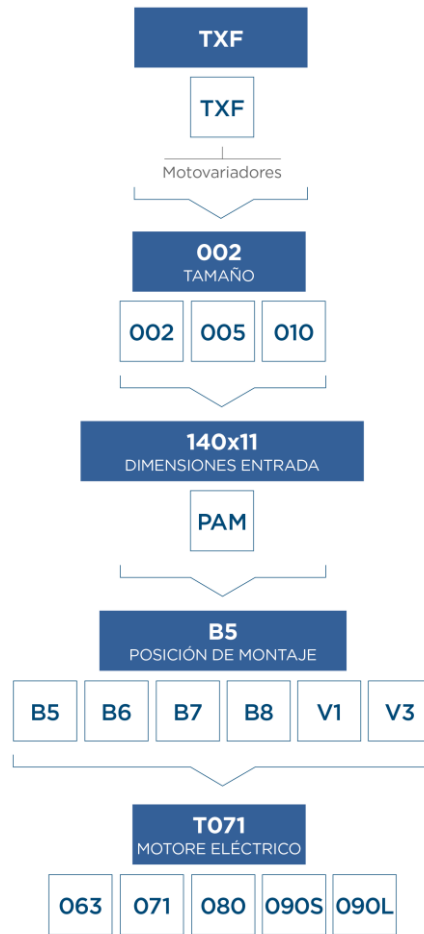 TXF
TXF
Motovariadores
002
TAMAÑO
002 005 010
140x11
DIMENSIONES ENTRADA
PAM
B5
POSICIÓN DE MONTAJE
B5 B6 B7 B8 V1 V3
T071
MOTORE ELÉCTRICO
063 071 080 090S 090L